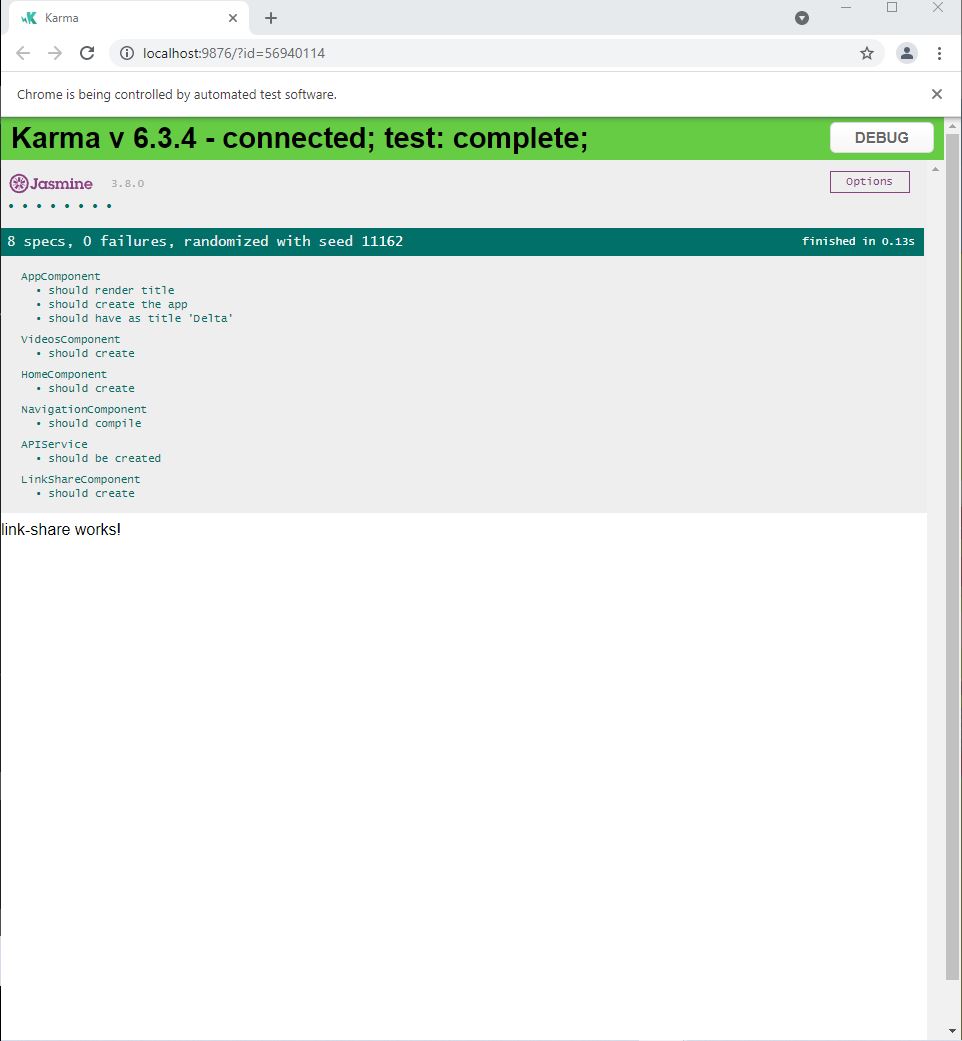 Karma
localhost:9876/?id=56940114
Chrome is being controlled by automated test software.
Karma v 6.3.4 - connected; test: complete;
DEBUG
Jasmine 3.8.0
Options
• • • • • • • •
8 specs, 0 failures, randomized with seed 11162
finished in 0.13s
AppComponent
• should render title
• should create the app
• should have as title 'Delta'
VideosComponent
• should create
HomeComponent
• should create
NavigationComponent
• should compile
APIService
• should be created
LinkShareComponent
• should create
link-share works!